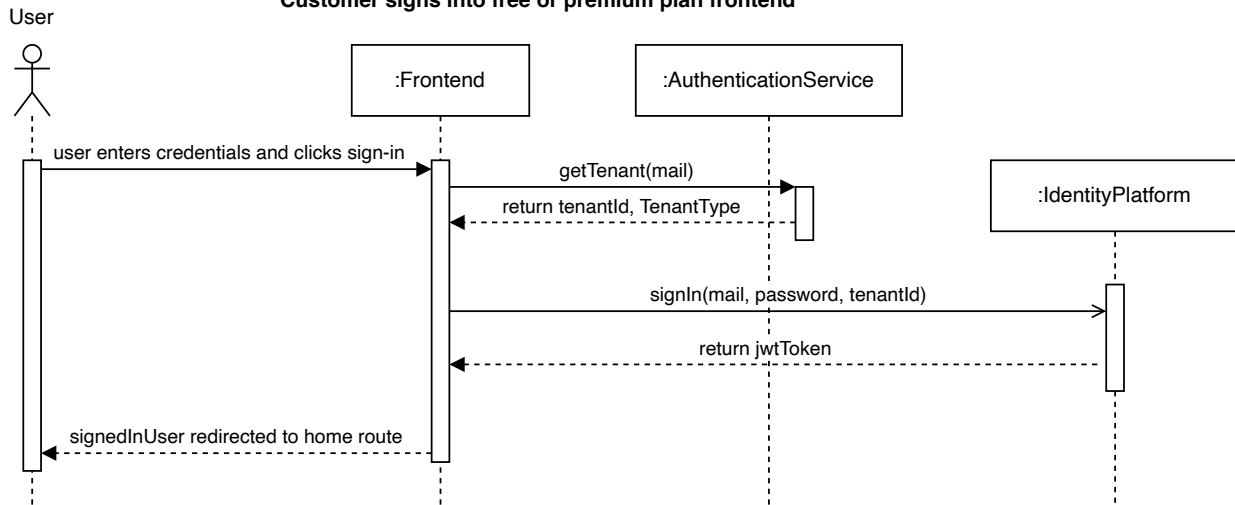 Customer signs into free or premium plan frontend
User
:Frontend
:AuthenticationService
user enters credentials and clicks sign-in
getTenant(mail)
return tenantId, TenantType
:IdentityPlatform
signIn(mail, password, tenantId)
return jwtToken
signedInUser redirected to home route